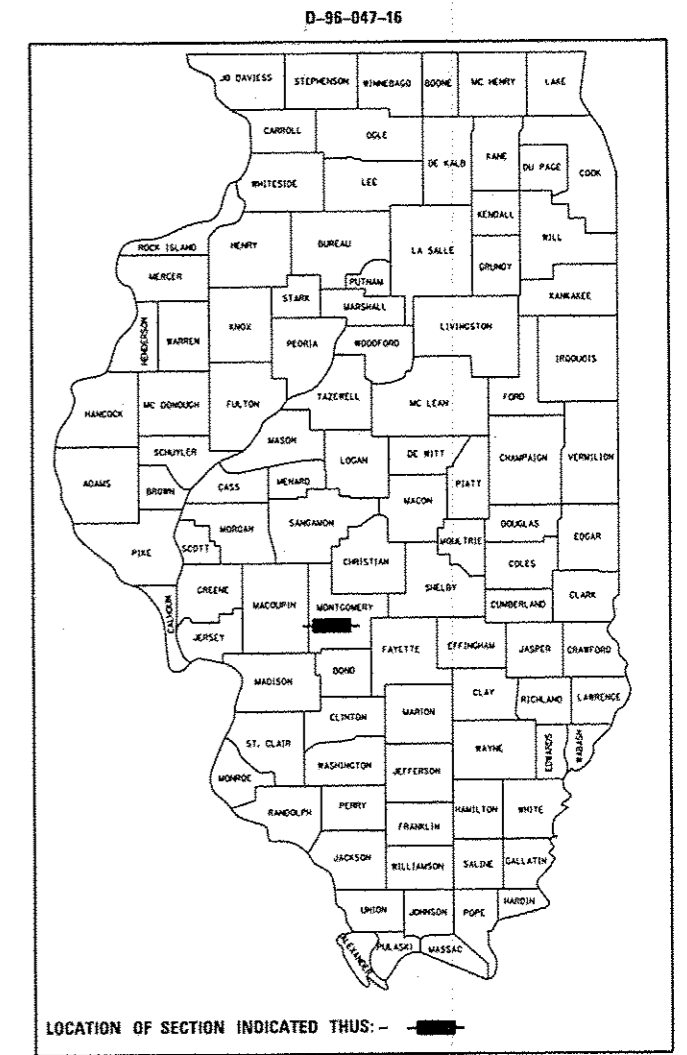 D-96-047-16
JO DAVIESS STEPHENSON WINNEBAGO BOONE MC HENRY LAKE
CARROLL OGLE DE KALB KANE DU PAGE COOK
WHITESIDE LEE
KENDALL
ROCK ISLAND HENRY BUREAU LA SALLE WILL
MERCER PUTNAM GRUNDY
STARK MARSHALL KANKAKEE
HENDERSON WARREN KNOX PEORIA WOODFORD LIVINGSTON
IROQUOIS
HANCOCK MC DONOUGH FULTON TAZEWELL MC LEAN FORD
MASON
SCHUYLER LOGAN DE WITT CHAMPAIGN VERMILION
ADAMS BROWN CASS MENARD PIATT
MACON
MORGAN SANGAMON DOUGLAS EDGAR
PIKE SCOTT CHRISTIAN MOULTRIE
COLES
SHELBY
CALHOUN GREENE MACOUPIN MONTGOMERY CUMBERLAND CLARK
JERSEY FAYETTE EFFINGHAM JASPER CRAWFORD
MADISON BOND
CLAY RICHLAND LAWRENCE
CLINTON MARION
ST. CLAIR WAYNE EDWARDS WABASH
MONROE WASHINGTON JEFFERSON
RANDOLPH PERRY HAMILTON WHITE
FRANKLIN
JACKSON WILLIAMSON SALINE GALLATIN
UNION JOHNSON POPE HARDIN
ALEXANDER PULASKI MASSAC
LOCATION OF SECTION INDICATED THUS: -